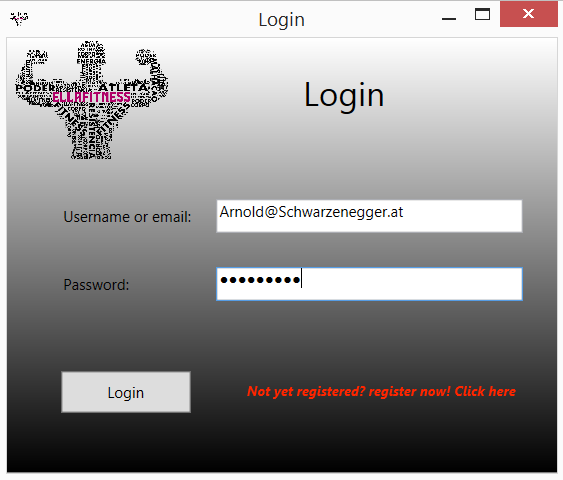 Login
PODER
ATLETA
ENERGIA
ELLAFITNESS
Login
Username or email:
Arnold@Schwarzenegger.at
Password:
●●●●●●●●●
Login
Not yet registered? register now! Click here